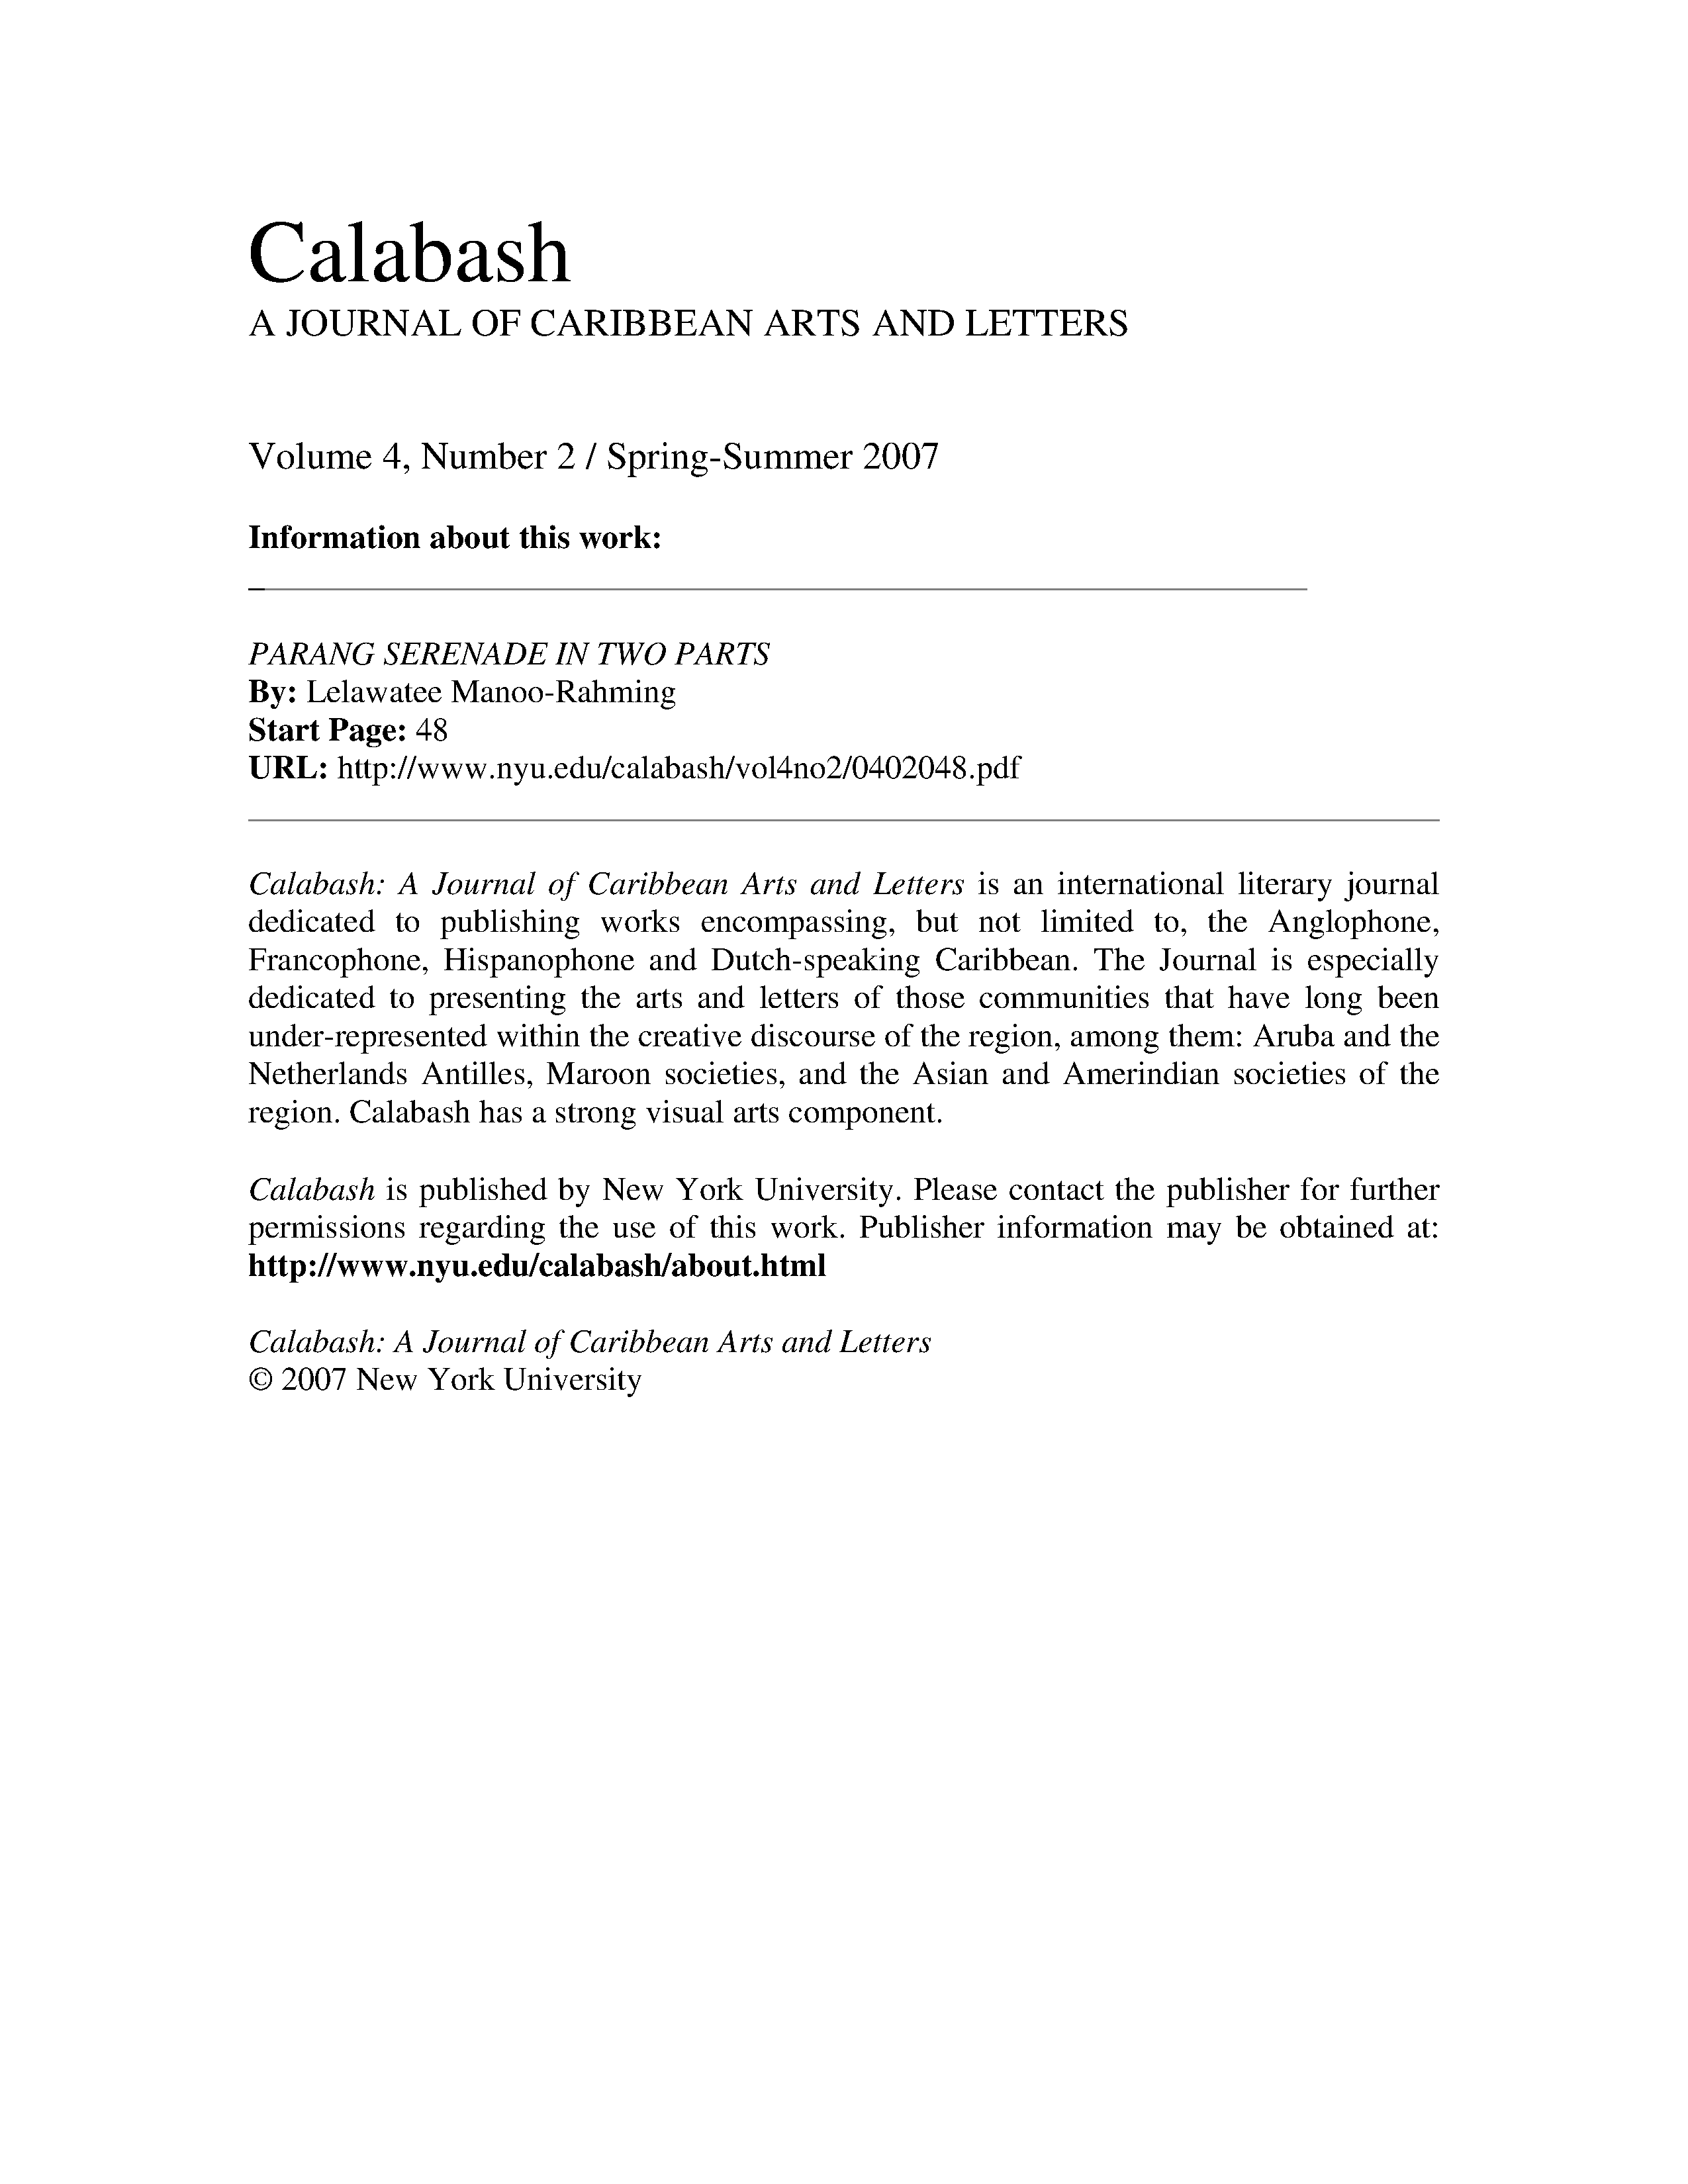 Calabash
A JOURNAL OF CARIBBEAN ARTS AND LETTERS
Volume 4, Number 2 / Spring-Summer 2007
Information about this work:
PARANG SERENADE IN TWO PARTS
By: Lelawatee Manoo-Rahming
Start Page: 48
URL: http://www.nyu.edu/calabash/vol4no2/0402048.pdf
Calabash: A Journal of Caribbean Arts and Letters is an international literary journal
dedicated to publishing works encompassing, but not limited to, the Anglophone,
Francophone, Hispanophone and Dutch-speaking Caribbean. The Journal is especially
dedicated to presenting the arts and letters of those communities that have long been
under-represented within the creative discourse of the region, among them: Aruba and the
Netherlands Antilles, Maroon societies, and the Asian and Amerindian societies of the
region. Calabash has a strong visual arts component.
Calabash is published by New York University. Please contact the publisher for further
permissions regarding the use of this work. Publisher information may be obtained at:
http://www.nyu.edu/calabash/about.html
Calabash: A Journal of Caribbean Arts and Letters
© 2007 New York University